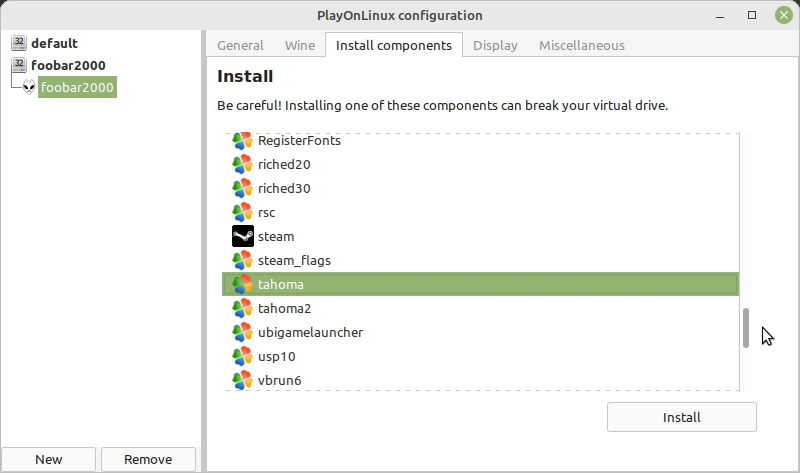 PlayOnLinux configuration
32 default
32 foobar2000
foobar2000
New Remove
General Wine Install components Display Miscellaneous
Install
Be careful! Installing one of these components can break your virtual drive.
RegisterFonts
riched20
riched30
rsc
steam
steam_flags
tahoma
tahoma2
ubigamelauncher
usp10
vbrun6
Install